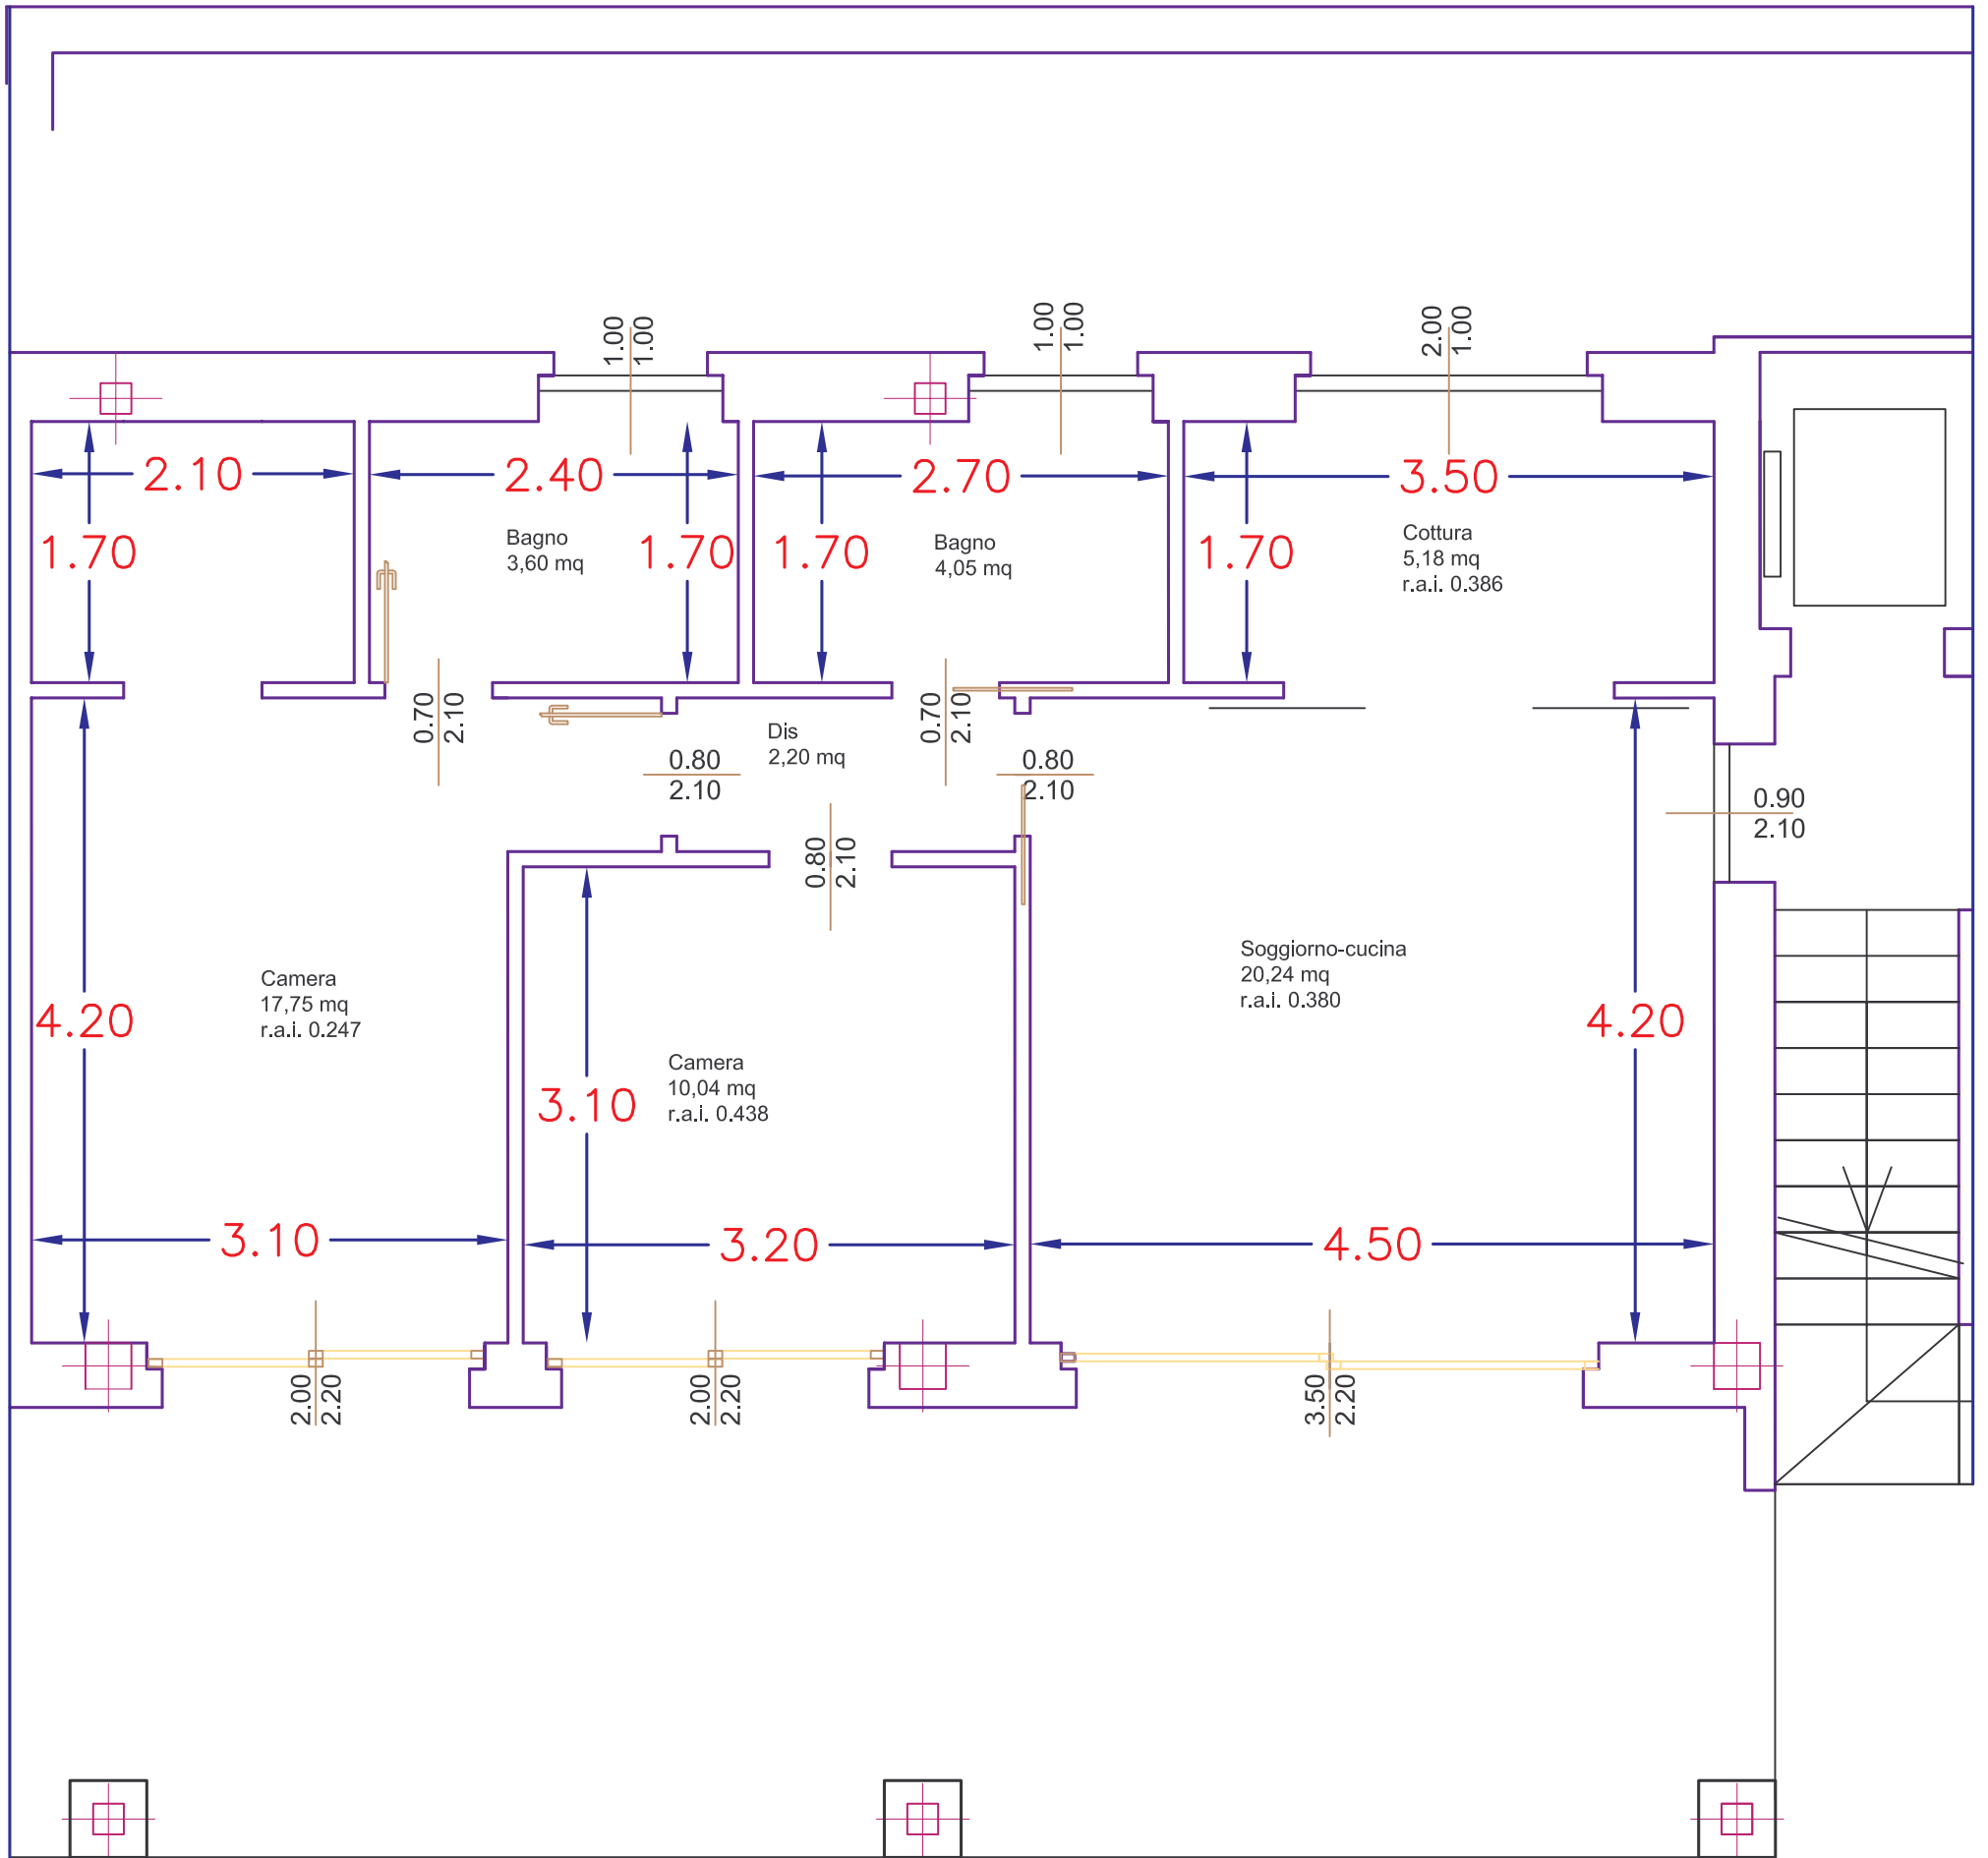 1.00
1.00
1.00
1.00
2.00
1.00
2.10
2.40
2.70
3.50
1.70
1.70
1.70
1.70
Bagno
3,60 mq
Bagno
4,05 mq
Cottura
5,18 mq
r.a.i. 0.386
0.70
2.10
0.70
2.10
Dis
2,20 mq
0.80
2.10
0.80
2.10
0.90
2.10
0.80
2.10
Camera
17,75 mq
r.a.i. 0.247
Soggiorno-cucina
20,24 mq
r.a.i. 0.380
4.20
4.20
Camera
10,04 mq
r.a.i. 0.438
3.10
3.10
3.20
4.50
2.00
2.20
2.00
2.20
3.50
2.20